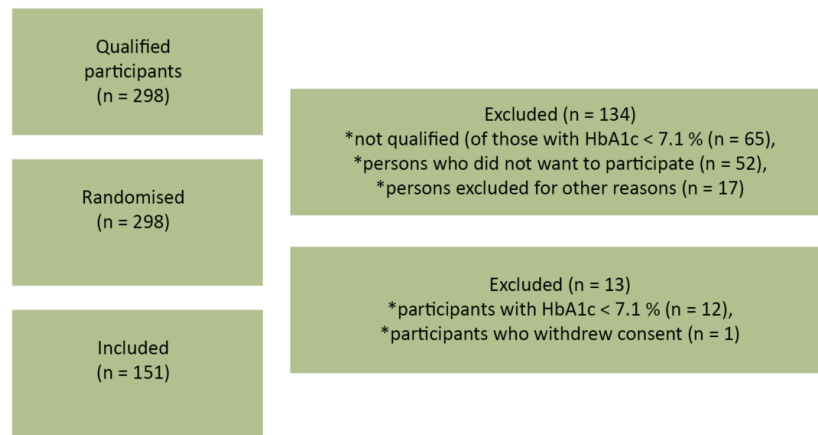 Qualified
participants
(n = 298)
Excluded (n = 134)
*not qualified (of those with HbA1c < 7.1 % (n = 65),
*persons who did not want to participate (n = 52),
*persons excluded for other reasons (n = 17)
Randomised
(n = 298)
Excluded (n = 13)
*participants with HbA1c < 7.1 % (n = 12),
*participants who withdrew consent (n = 1)
Included
(n = 151)